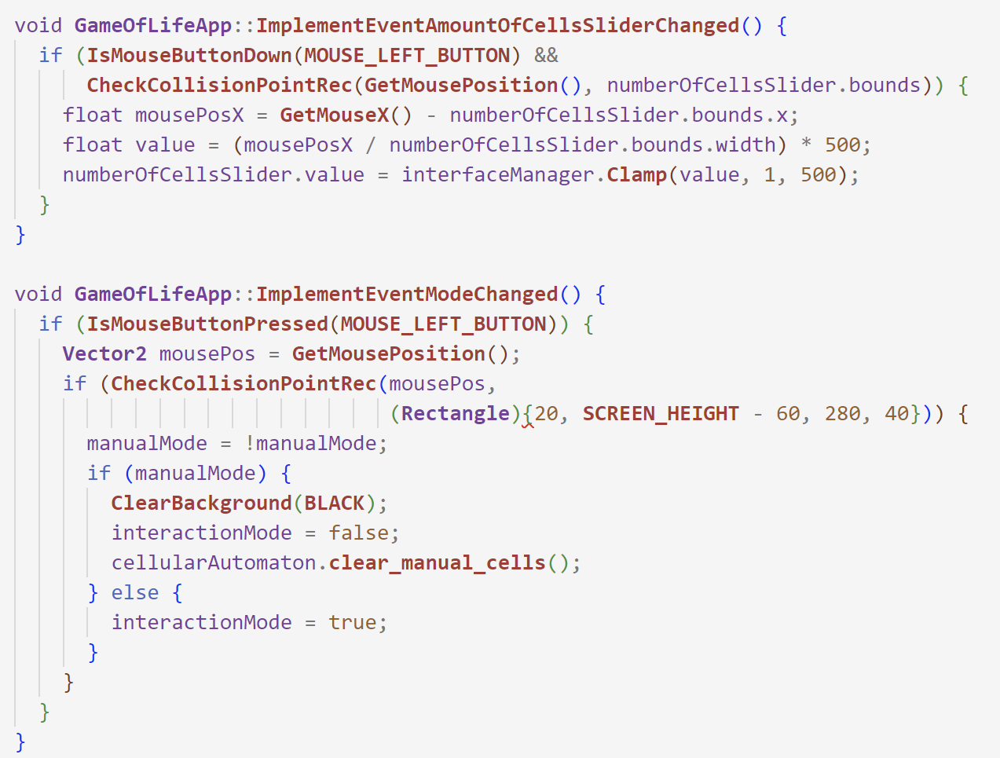 void GameOfLifeApp::ImplementEventAmountOfCellsSliderChanged() {
  if (IsMouseButtonDown(MOUSE_LEFT_BUTTON) &&
      CheckCollisionPointRec(GetMousePosition(), numberOfCellsSlider.bounds)) {
    float mousePosX = GetMouseX() - numberOfCellsSlider.bounds.x;
    float value = (mousePosX / numberOfCellsSlider.bounds.width) * 500;
    numberOfCellsSlider.value = interfaceManager.Clamp(value, 1, 500);
  }
}

void GameOfLifeApp::ImplementEventModeChanged() {
  if (IsMouseButtonPressed(MOUSE_LEFT_BUTTON)) {
    Vector2 mousePos = GetMousePosition();
    if (CheckCollisionPointRec(mousePos,
                               (Rectangle){20, SCREEN_HEIGHT - 60, 280, 40})) {
      manualMode = !manualMode;
      if (manualMode) {
        ClearBackground(BLACK);
        interactionMode = false;
        cellularAutomaton.clear_manual_cells();
      } else {
        interactionMode = true;
      }
    }
  }
}